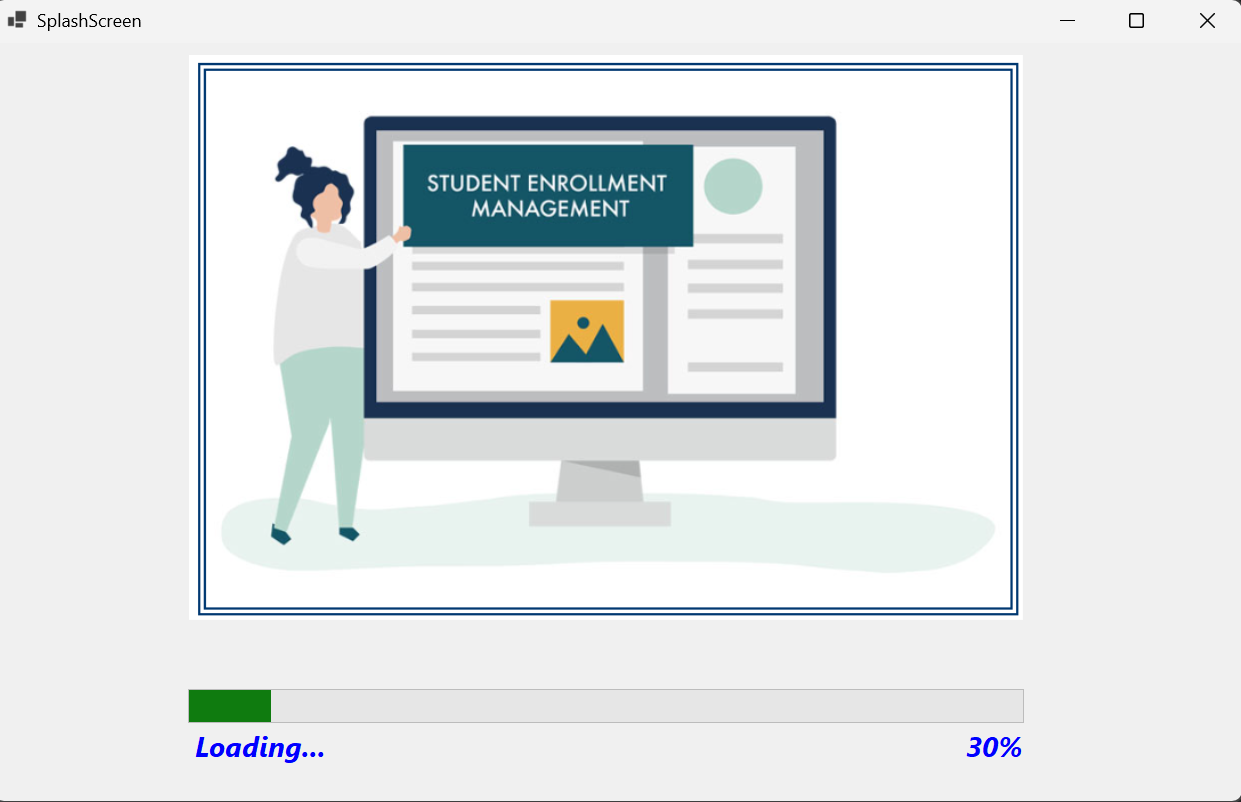 SplashScreen
STUDENT ENROLLMENT
MANAGEMENT
Loading...
30%